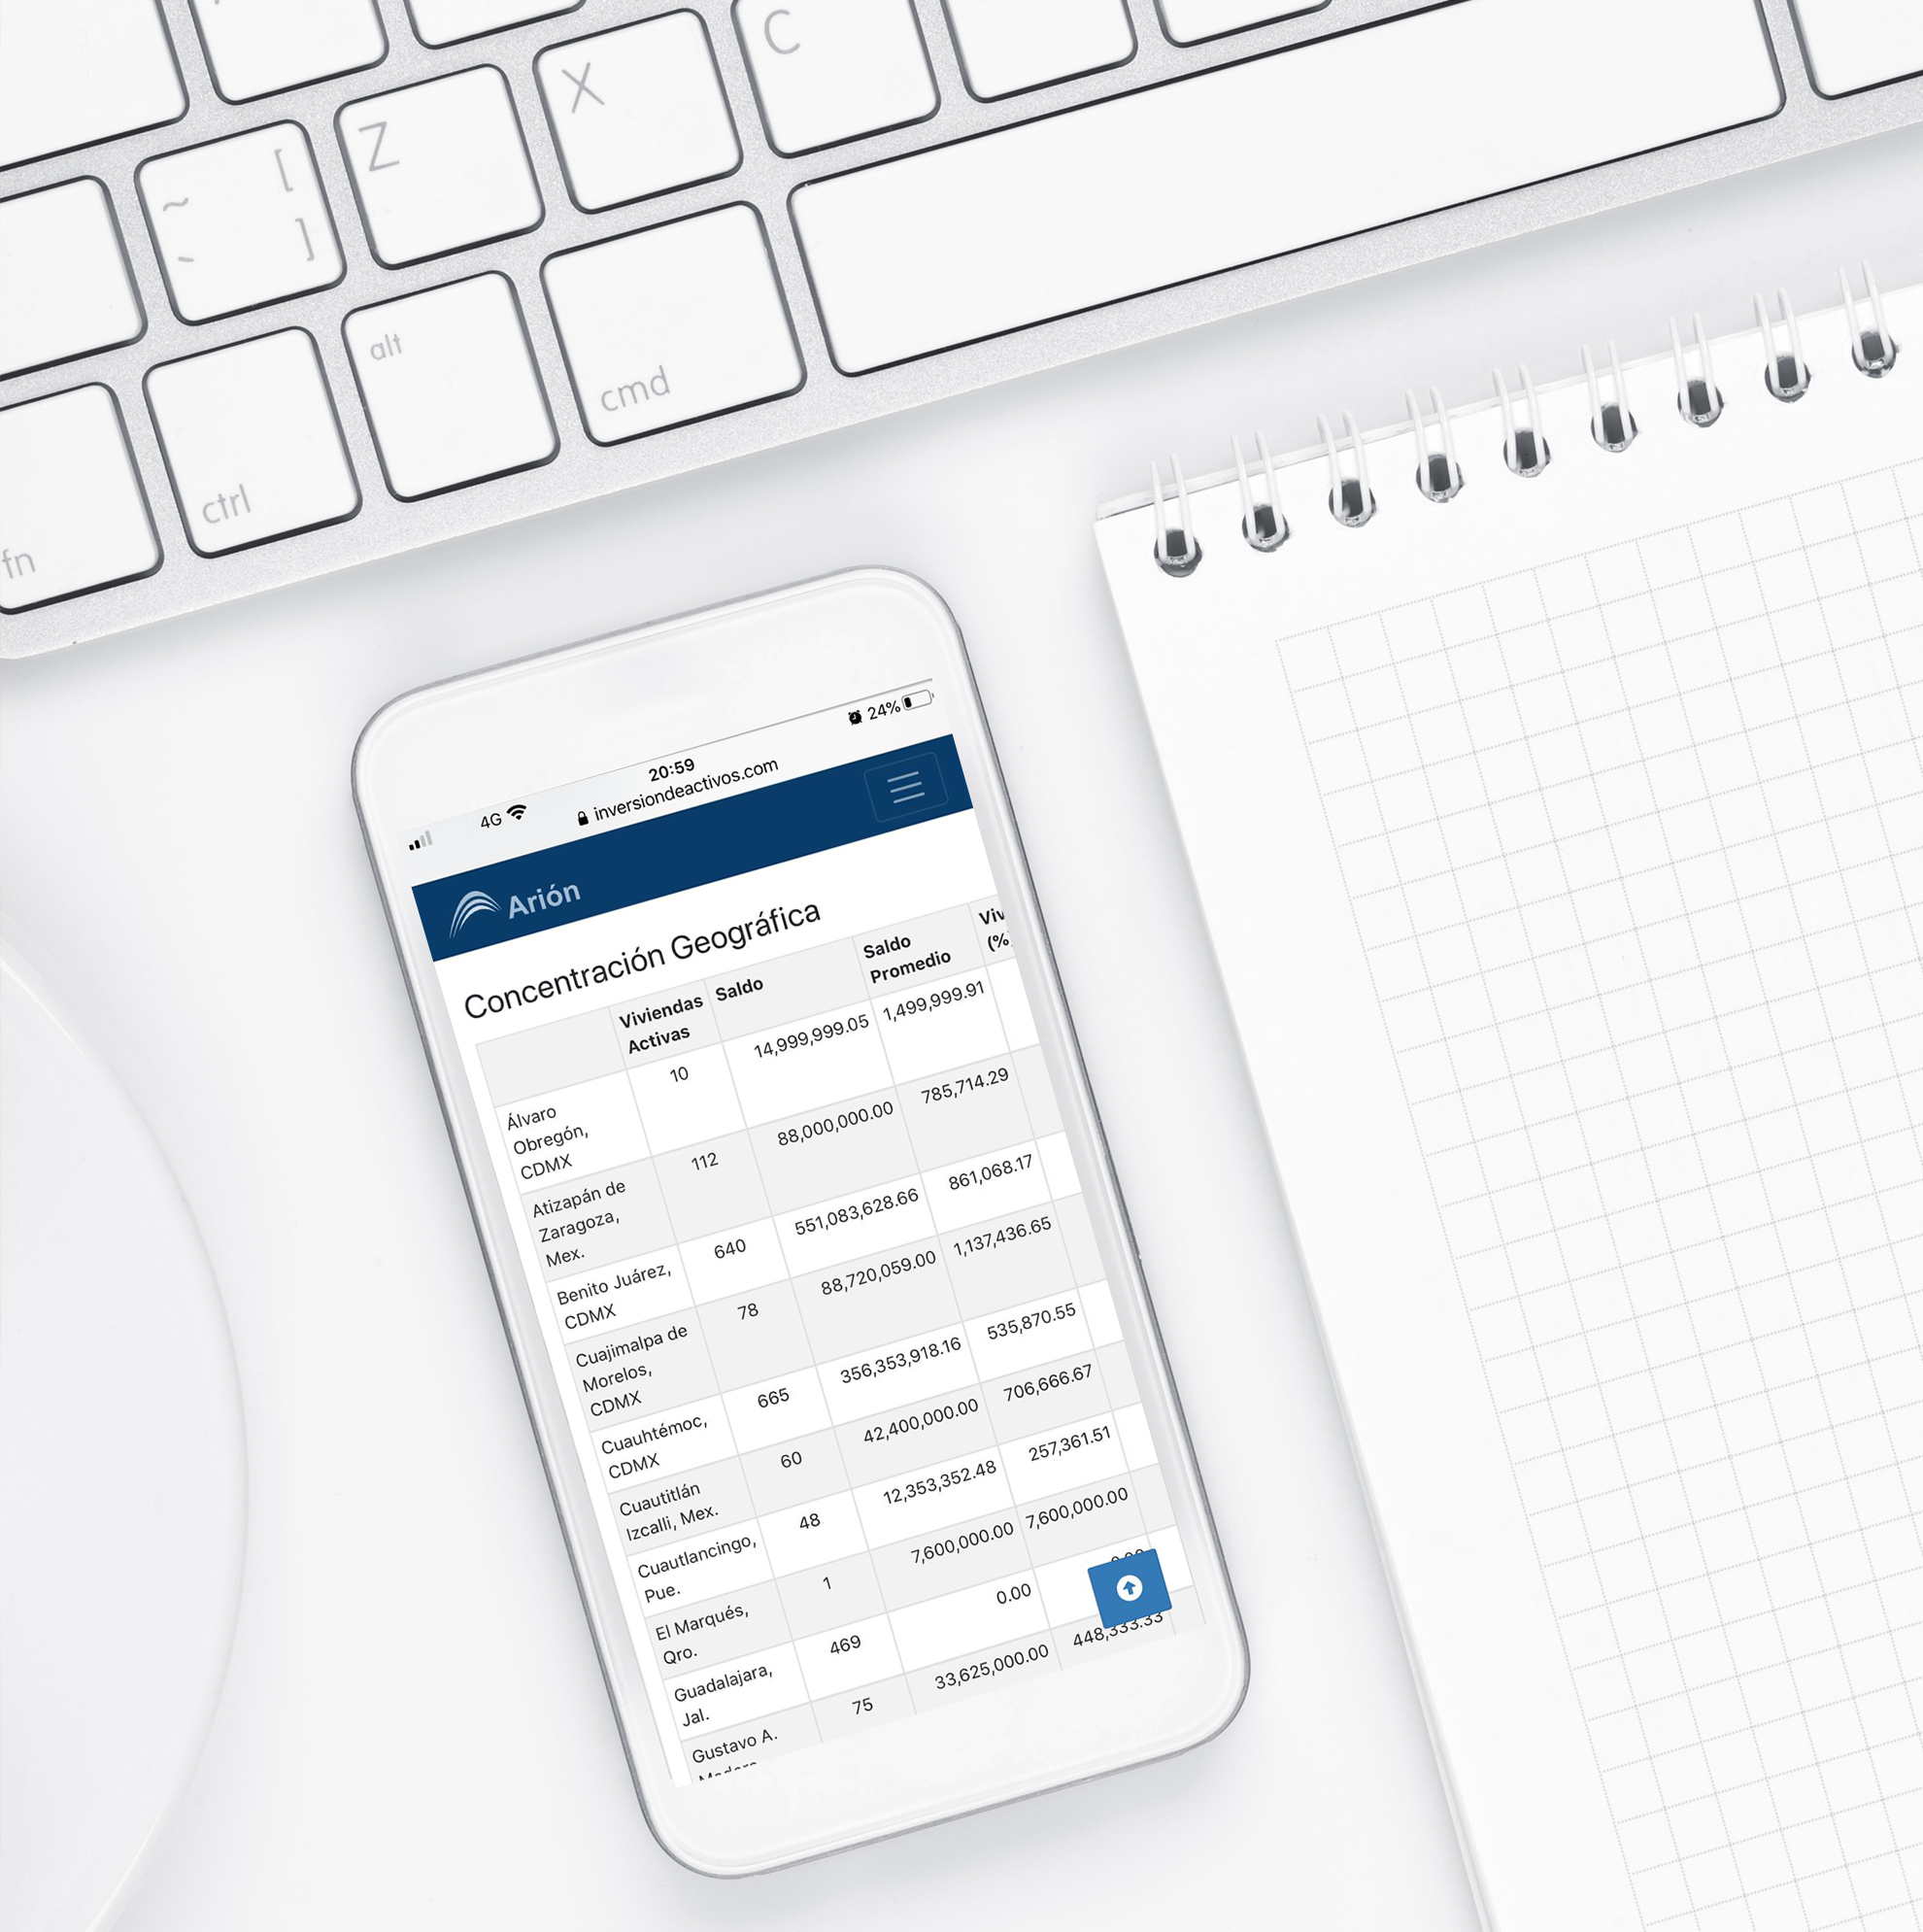 C
X
Z
~ [
` ]
alt
cmd
ctrl
fn
20:59
24%
4G
inversiondeactivos.com
Arión
Concentración Geográfica
Viviendas Activas Saldo Saldo Promedio Viv (%
Álvaro Obregón, CDMX 10 14,999,999.05 1,499,999.91
Atizapán de Zaragoza, Mex. 112 88,000,000.00 785,714.29
Benito Juárez, CDMX 640 551,083,628.66 861,068.17
Cuajimalpa de Morelos, CDMX 78 88,720,059.00 1,137,436.65
Cuauhtémoc, CDMX 665 356,353,918.16 535,870.55
Cuautitlán Izcalli, Mex. 60 42,400,000.00 706,666.67
Cuautlancingo, Pue. 48 12,353,352.48 257,361.51
El Marqués, Qro. 1 7,600,000.00 7,600,000.00
Guadalajara, Jal. 469 0.00
Gustavo A. 75 33,625,000.00 448,333.33